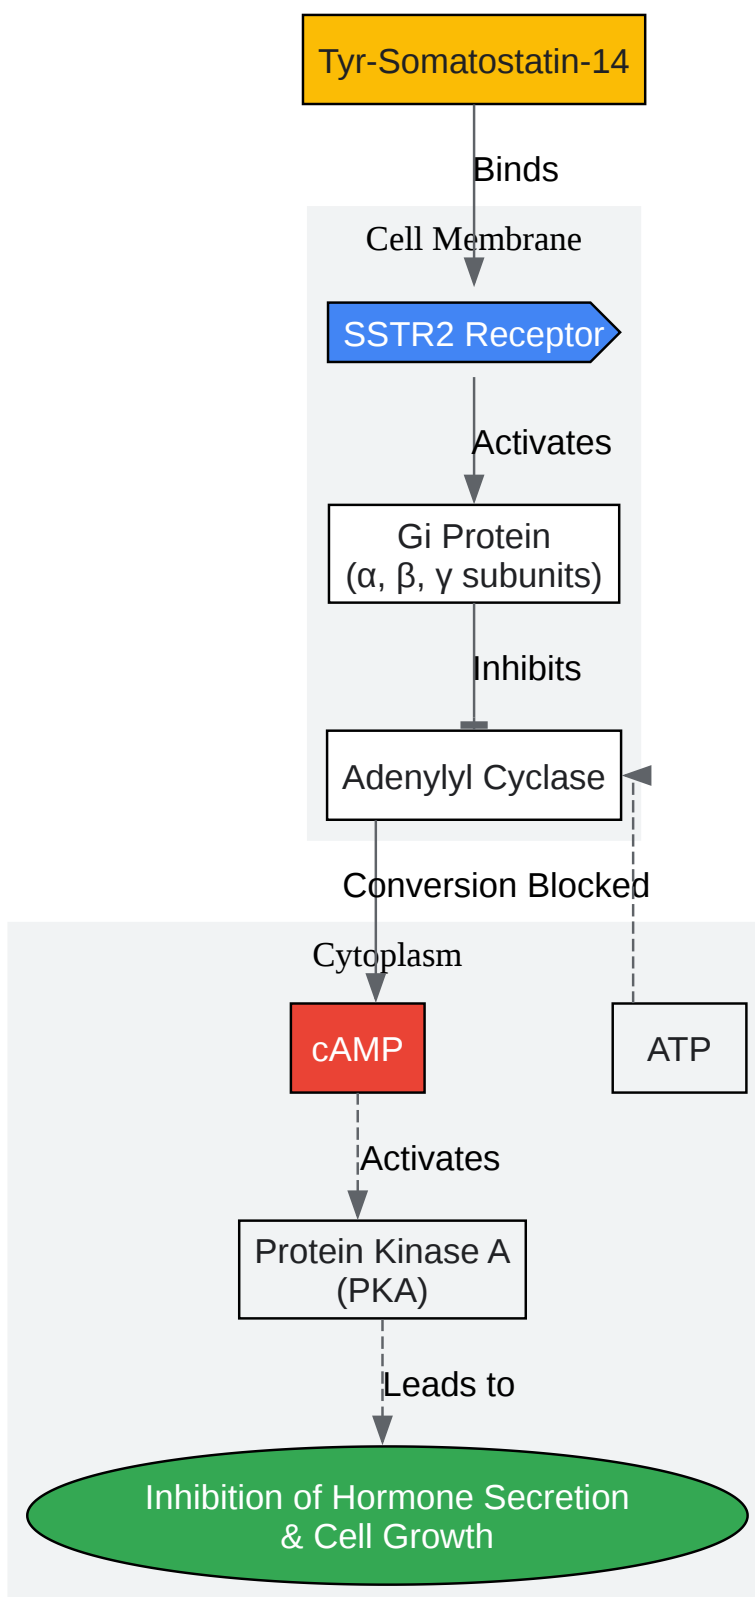 Tyr-Somatostatin-14
Binds
Cell Membrane
SSTR2 Receptor
Activates
Gi Protein
(α, β, γ subunits)
Inhibits
Adenylyl Cyclase
Conversion Blocked
Cytoplasm
cAMP
ATP
Activates
Protein Kinase A
(PKA)
Leads to
Inhibition of Hormone Secretion
& Cell Growth